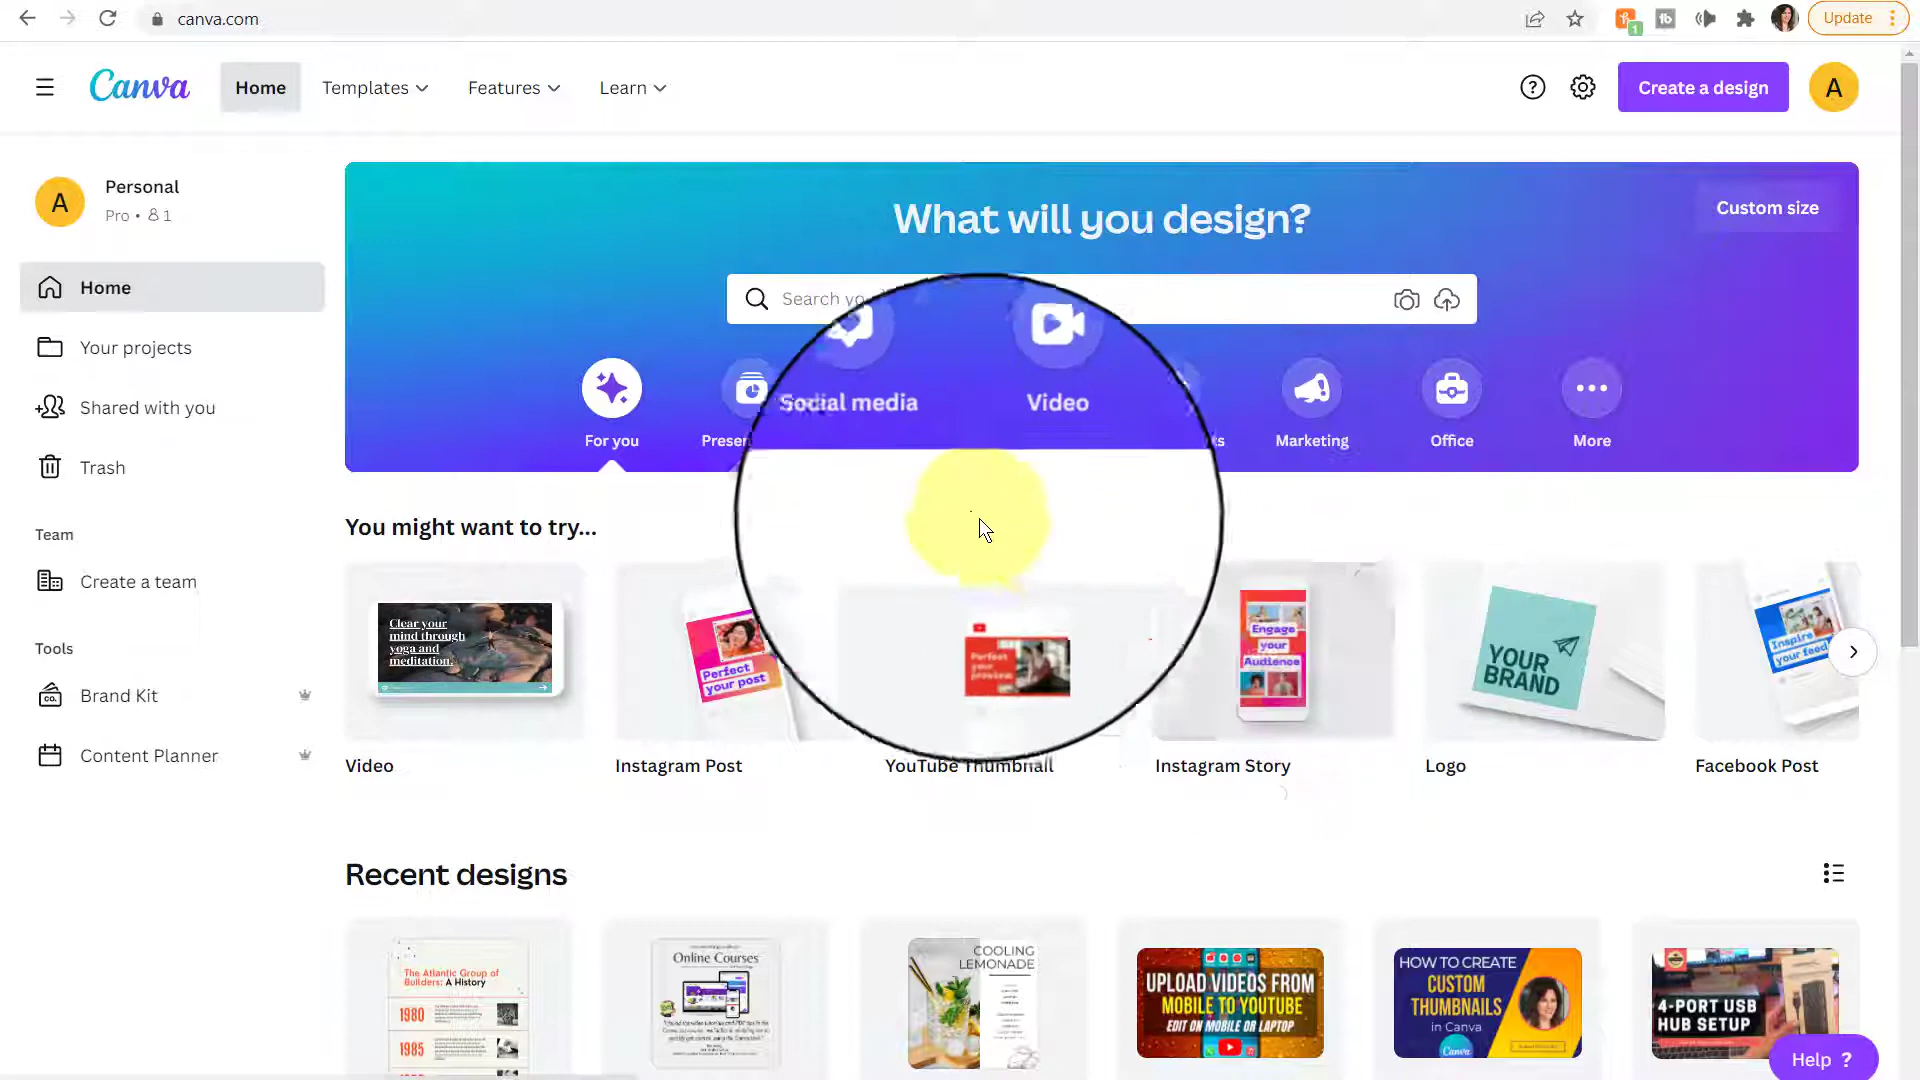 canva.com
Update
Canva
Home
Templates
Features
Learn
Create a design
A
A
Personal
Pro • 1
Home
Your projects
Shared with you
Trash
Team
Create a team
Tools
Brand Kit
Content Planner
What will you design?
Custom size
Search
For you
Social media
Video
Marketing
Office
More
You might want to try...
Clear your
mind through
yoga and
meditation.
Perfect
your post
Perfect
your
preview
Engage
your
Audience
YOUR
BRAND
Inspire
your feed
Video
Instagram Post
YouTube Thumbnail
Instagram Story
Logo
Facebook Post
Recent designs
The Atlantic Group of
Builders: A History
1980
1985
Online Courses
COOLING
LEMONADE
UPLOAD VIDEOS FROM
MOBILE TO YOUTUBE
EDIT ON MOBILE OR LAPTOP
HOW TO CREATE
CUSTOM
THUMBNAILS
in Canva
Canva
4-PORT USB
HUB SETUP
Help ?